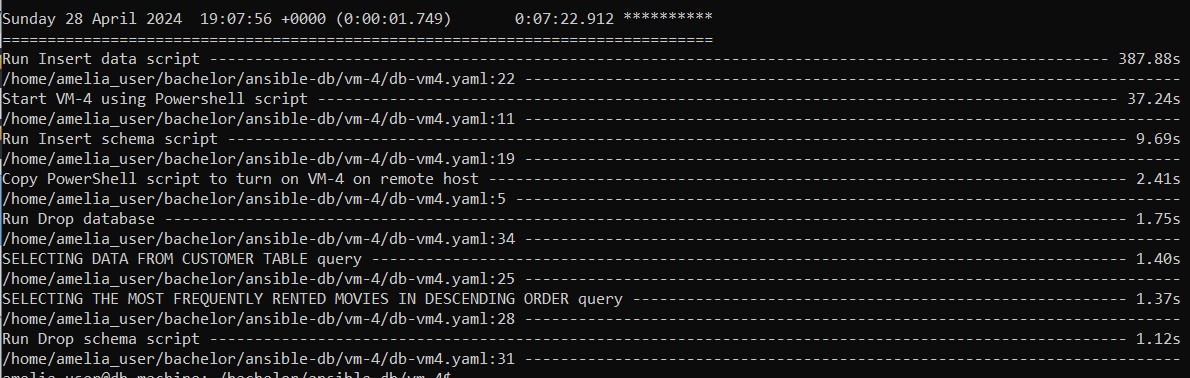 Sunday 28 April 2024  19:07:56 +0000 (0:00:01.749)       0:07:22.912 **********
===============================================================================
Run Insert data script ---------------------------------------------------------------------------------------------------- 387.88s
/home/amelia_user/bachelor/ansible-db/vm-4/db-vm4.yaml:22 -------------------------------------------------------------------------
Start VM-4 using Powershell script ----------------------------------------------------------------------------------------- 37.24s
/home/amelia_user/bachelor/ansible-db/vm-4/db-vm4.yaml:11 -------------------------------------------------------------------------
Run Insert schema script ---------------------------------------------------------------------------------------------------- 9.69s
/home/amelia_user/bachelor/ansible-db/vm-4/db-vm4.yaml:19 -------------------------------------------------------------------------
Copy PowerShell script to turn on VM-4 on remote host ----------------------------------------------------------------------- 2.41s
/home/amelia_user/bachelor/ansible-db/vm-4/db-vm4.yaml:5 --------------------------------------------------------------------------
Run Drop database ----------------------------------------------------------------------------------------------------------- 1.75s
/home/amelia_user/bachelor/ansible-db/vm-4/db-vm4.yaml:34 -------------------------------------------------------------------------
SELECTING DATA FROM CUSTOMER TABLE query ------------------------------------------------------------------------------------ 1.40s
/home/amelia_user/bachelor/ansible-db/vm-4/db-vm4.yaml:25 -------------------------------------------------------------------------
SELECTING THE MOST FREQUENTLY RENTED MOVIES IN DESCENDING ORDER query ------------------------------------------------------- 1.37s
/home/amelia_user/bachelor/ansible-db/vm-4/db-vm4.yaml:28 -------------------------------------------------------------------------
Run Drop schema script ------------------------------------------------------------------------------------------------------ 1.12s
/home/amelia_user/bachelor/ansible-db/vm-4/db-vm4.yaml:31 -------------------------------------------------------------------------